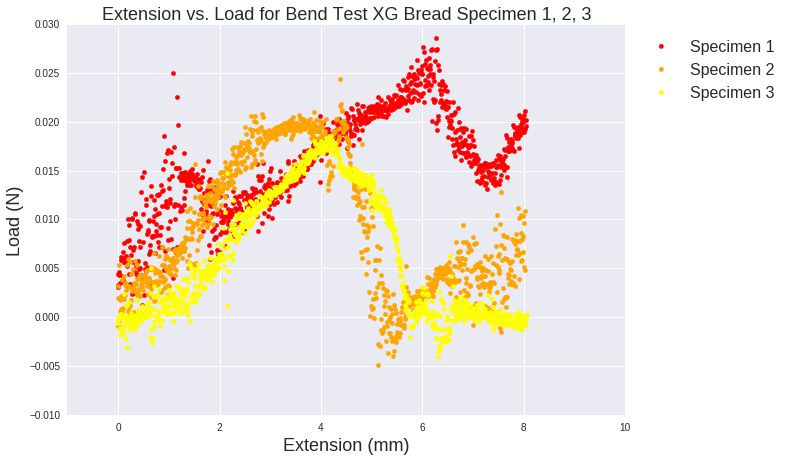 Extension vs. Load for Bend Test XG Bread Specimen 1, 2, 3
0.030
0.025
0.020
0.015
0.010
0.005
0.000
−0.005
−0.010
Load (N)
0
2
4
6
8
10
Extension (mm)
Specimen 1
Specimen 2
Specimen 3